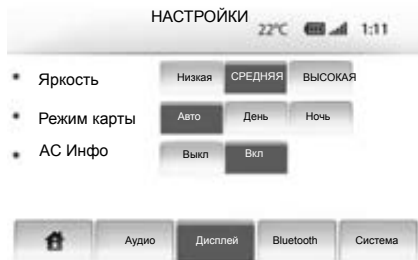 НАСТРОЙКИ
22°C 1:11
• Яркость Низкая СРЕДНЯЯ ВЫСОКАЯ
• Режим карты Авто День Ночь
• АС Инфо Выкл Вкл
Аудио Дисплей Bluetooth Система